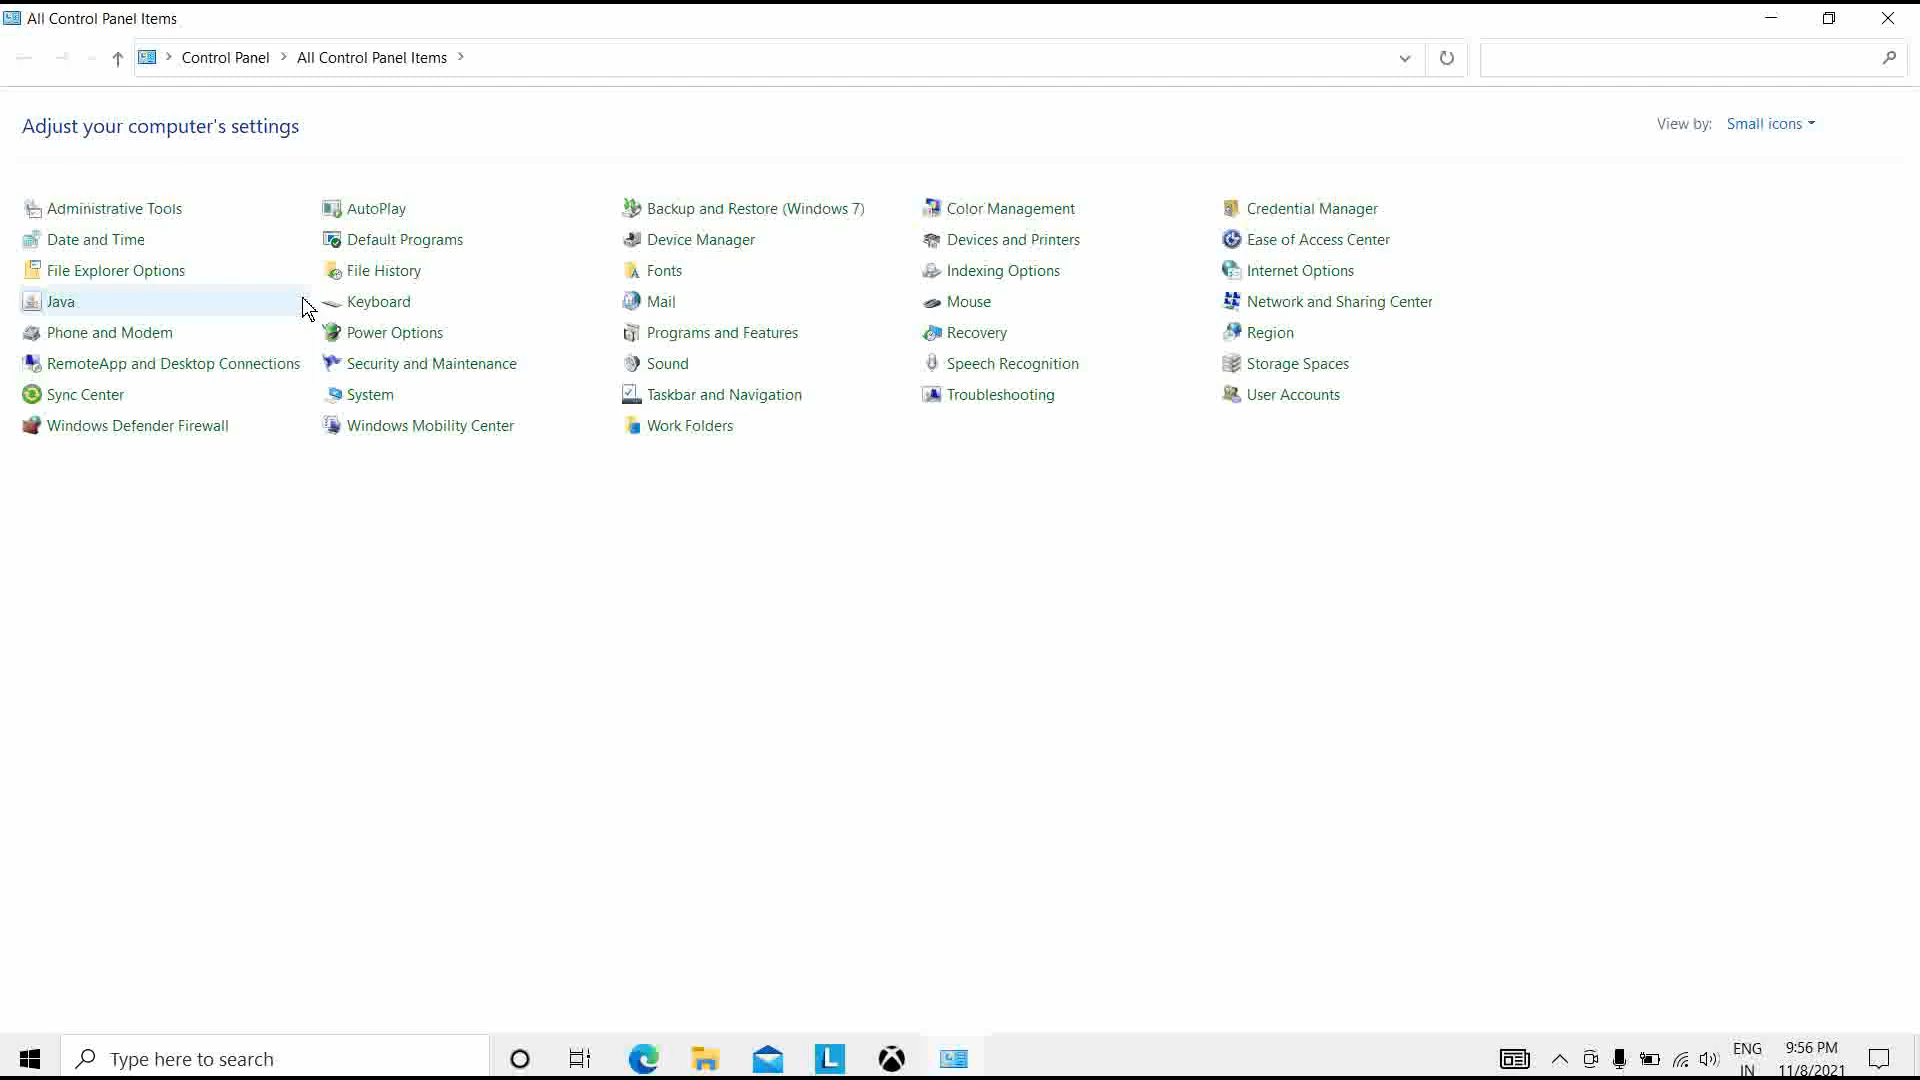 All Control Panel Items
Control Panel > All Control Panel Items >
Adjust your computer's settings
View by: Small icons
Administrative Tools
AutoPlay
Backup and Restore (Windows 7)
Color Management
Credential Manager
Date and Time
Default Programs
Device Manager
Devices and Printers
Ease of Access Center
File Explorer Options
File History
Fonts
Indexing Options
Internet Options
Java
Keyboard
Mail
Mouse
Network and Sharing Center
Phone and Modem
Power Options
Programs and Features
Recovery
Region
RemoteApp and Desktop Connections
Security and Maintenance
Sound
Speech Recognition
Storage Spaces
Sync Center
System
Taskbar and Navigation
Troubleshooting
User Accounts
Windows Defender Firewall
Windows Mobility Center
Work Folders
Type here to search
L
ENG
IN
9:56 PM
11/8/2021